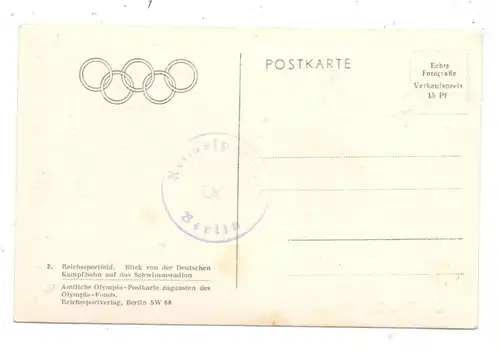 POSTKARTE
Echte
Fotografie
Verkaufspreis
15 Pf
Berlin
2. Reichssportfeld. Blick von der Deutschen
Kampfbahn auf das Schwimmstadion
Amtliche Olympia-Postkarte zugunsten des
Olympia-Fonds.
Reichssportverlag, Berlin SW 68